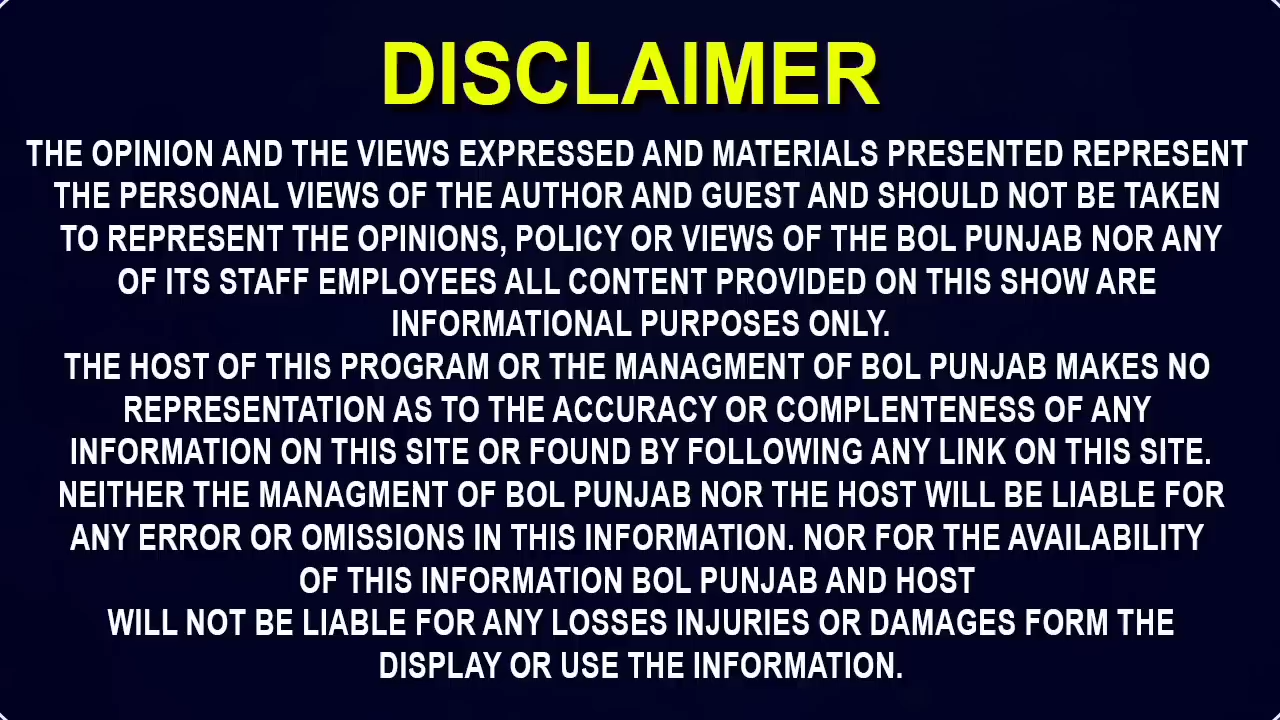 DISCLAIMER
THE OPINION AND THE VIEWS EXPRESSED AND MATERIALS PRESENTED REPRESENT
THE PERSONAL VIEWS OF THE AUTHOR AND GUEST AND SHOULD NOT BE TAKEN
TO REPRESENT THE OPINIONS, POLICY OR VIEWS OF THE BOL PUNJAB NOR ANY
OF ITS STAFF EMPLOYEES ALL CONTENT PROVIDED ON THIS SHOW ARE
INFORMATIONAL PURPOSES ONLY.
THE HOST OF THIS PROGRAM OR THE MANAGMENT OF BOL PUNJAB MAKES NO
REPRESENTATION AS TO THE ACCURACY OR COMPLENTENESS OF ANY
INFORMATION ON THIS SITE OR FOUND BY FOLLOWING ANY LINK ON THIS SITE.
NEITHER THE MANAGMENT OF BOL PUNJAB NOR THE HOST WILL BE LIABLE FOR
ANY ERROR OR OMISSIONS IN THIS INFORMATION. NOR FOR THE AVAILABILITY
OF THIS INFORMATION BOL PUNJAB AND HOST
WILL NOT BE LIABLE FOR ANY LOSSES INJURIES OR DAMAGES FORM THE
DISPLAY OR USE THE INFORMATION.